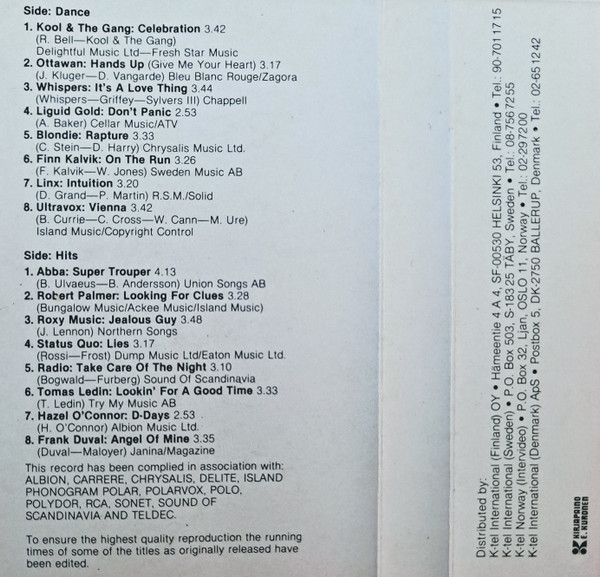 Side: Dance
1. Kool & The Gang: Celebration 3.42
(R. Bell—Kool & The Gang)
Delightful Music Ltd—Fresh Star Music
2. Ottawan: Hands Up (Give Me Your Heart) 3.17
(J. Kluger—D. Vangarde) Bleu Blanc Rouge/Zagora
3. Whispers: It's A Love Thing 3.44
(Whispers—Griffey—Sylvers III) Chappell
4. Liguid Gold: Don't Panic 2.53
(A. Baker) Cellar Music/ATV
5. Blondie: Rapture 3.33
(C. Stein—D. Harry) Chrysalis Music Ltd.
6. Finn Kalvik: On The Run 3.26
(F. Kalvik—W. Jones) Sweden Music AB
7. Linx: Intuition 3.20
(D. Grand—P. Martin) R.S.M./Solid
8. Ultravox: Vienna 3.42
(B. Currie—C. Cross—W. Cann—M. Ure)
Island Music/Copyright Control
Side: Hits
1. Abba: Super Trouper 4.13
(B. Ulvaeus—B. Andersson) Union Songs AB
2. Robert Palmer: Looking For Clues 3.28
(Bungalow Music/Ackee Music/Island Music)
3. Roxy Music: Jealous Guy 3.48
(J. Lennon) Northern Songs
4. Status Quo: Lies 3.17
(Rossi—Frost) Dump Music Ltd/Eaton Music Ltd.
5. Radio: Take Care Of The Night 3.10
(Bogwald—Furberg) Sound Of Scandinavia
6. Tomas Ledin: Lookin' For A Good Time 3.33
(T. Ledin) Try My Music AB
7. Hazel O'Connor: D-Days 2.53
(H. O'Connor) Albion Music Ltd.
8. Frank Duval: Angel Of Mine 3.35
(Duval—Maloyer) Janina/Magazine
This record has been complied in association with:
ALBION, CARRERE, CHRYSALIS, DELITE, ISLAND
PHONOGRAM POLAR, POLARVOX, POLO,
POLYDOR, RCA, SONET, SOUND OF
SCANDINAVIA AND TELDEC.
To ensure the highest quality reproduction the running
times of some of the titles as originally released have
been edited.
Distributed by:
K-tel International (Finland) OY • Hämeentie 4 A 4, SF-00530 HELSINKI 53, Finland • Tel.: 90-7011715
K-tel International (Sweden) • P.O. Box 503, S-18325 TÄBY, Sweden • Tel.: 08-7567255
K-tel Norway (Intervideo) • P.O. Box 32, Ljan, OSLO 11, Norway • Tel.: 02-297200
K-tel International (Denmark) ApS • Postbox 5, DK-2750 BALLERUP, Denmark • Tel.: 02-651242
KIRJAPAINO
E. KURONEN